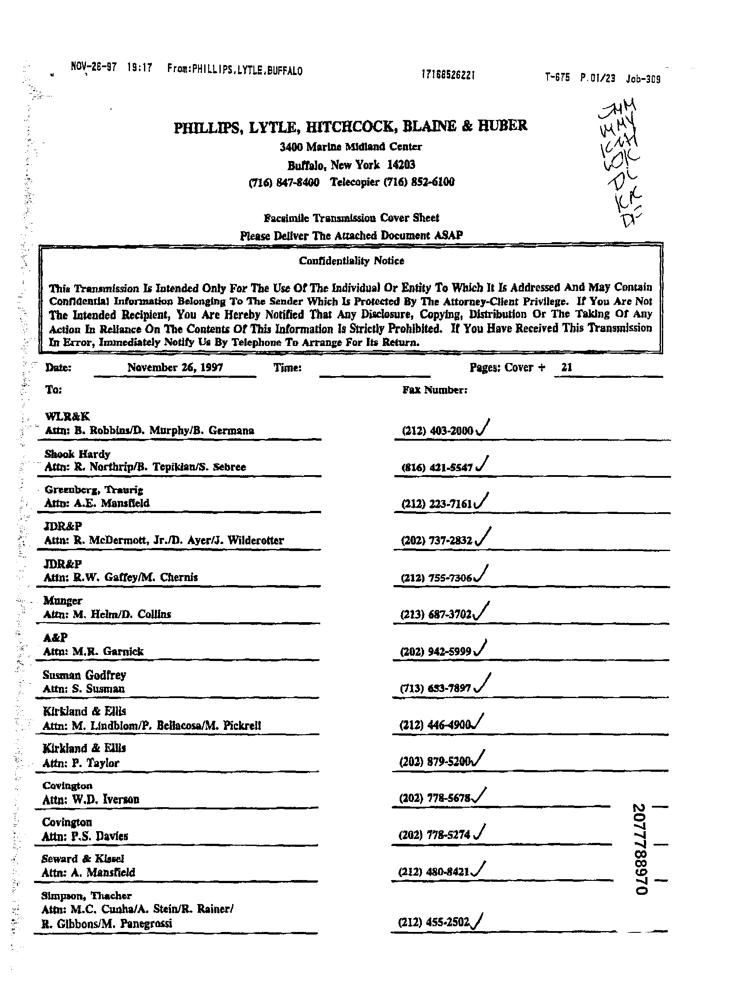 NOV-26-97 19:17 From:PHILLIPS,LYTLE,BUFFALO 17168526221 T-675 P.01/23 Job-309
JHM
WMY
KZH
WJK
DL
KK
DF
PHILLIPS, LYTLE, HITCHCOCK, BLAINE & HUBER
3400 Marine Midland Center
Buffalo, New York 14203
(716) 847-8400 Telecopier (716) 852-6100
Facsimile Transmission Cover Sheet
Please Deliver The Attached Document ASAP
Confidentiality Notice
This Transmission Is Intended Only For The Use Of The Individual Or Entity To Which It Is Addressed And May Contain
Confidential Information Belonging To The Sender Which Is Protected By The Attorney-Client Privilege. If You Are Not
The Intended Recipient, You Are Hereby Notified That Any Disclosure, Copying, Distribution Or The Taking Of Any
Action In Reliance On The Contents Of This Information Is Strictly Prohibited. If You Have Received This Transmission
In Error, Immediately Notify Us By Telephone To Arrange For Its Return.
Date: November 26, 1997 Time: Pages: Cover + 21
To: Fax Number:
WLR&K
Attn: B. Robbins/D. Murphy/B. Germana (212) 403-2000
Shook Hardy
Attn: R. Northrip/B. Tepikian/S. Sebree (816) 421-5547
Greenberg, Traurig
Attn: A.E. Mansfield (212) 223-7161
JDR&P
Attn: R. McDermott, Jr./D. Ayer/J. Wilderotter (202) 737-2832
JDR&P
Attn: R.W. Gaffey/M. Chernis (212) 755-7306
Munger
Attn: M. Helm/D. Collins (213) 687-3702
A&P
Attn: M.R. Garnick (202) 942-5999
Susman Godfrey
Attn: S. Susman (713) 653-7897
Kirkland & Ellis
Attn: M. Lindblom/P. Bellacosa/M. Pickrell (212) 446-4900
Kirkland & Ellis
Attn: P. Taylor (202) 879-5200
Covington
Attn: W.D. Iverson (202) 778-5678
Covington
Attn: P.S. Davies (202) 778-5274
Seward & Kissel
Attn: A. Mansfield (212) 480-8421
Simpson, Thacher
Attn: M.C. Cunha/A. Stein/R. Rainer/
R. Gibbons/M. Panegrossi (212) 455-2502
2077788970